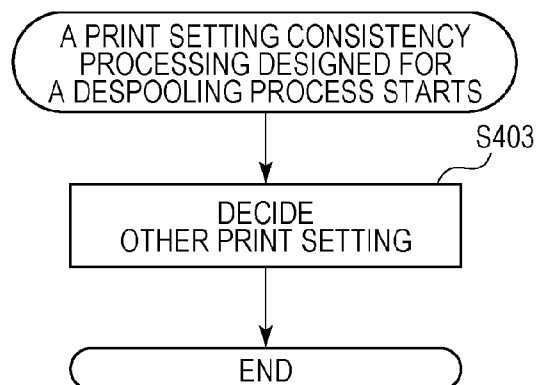 A PRINT SETTING CONSISTENCY
PROCESSING DESIGNED FOR
A DESPOOLING PROCESS STARTS
S403
DECIDE
OTHER PRINT SETTING
END